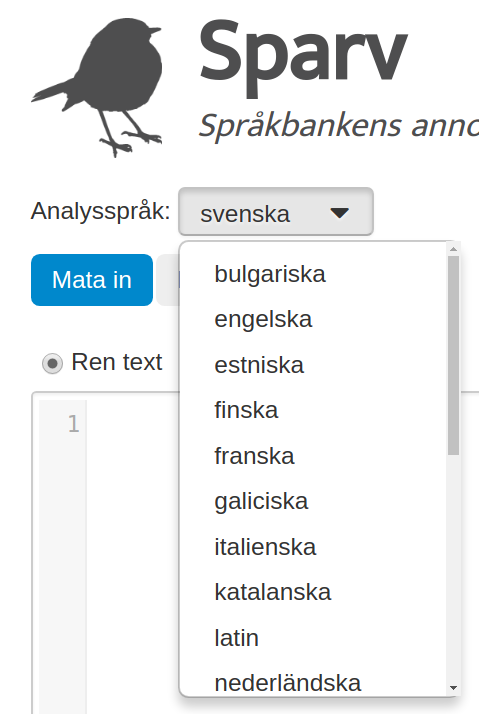 Sparv
Språkbankens
Analysspråk: svenska
Mata in
Ren text
1
bulgariska
engelska
estniska
finska
franska
galiciska
italienska
katalanska
latin
nederländska